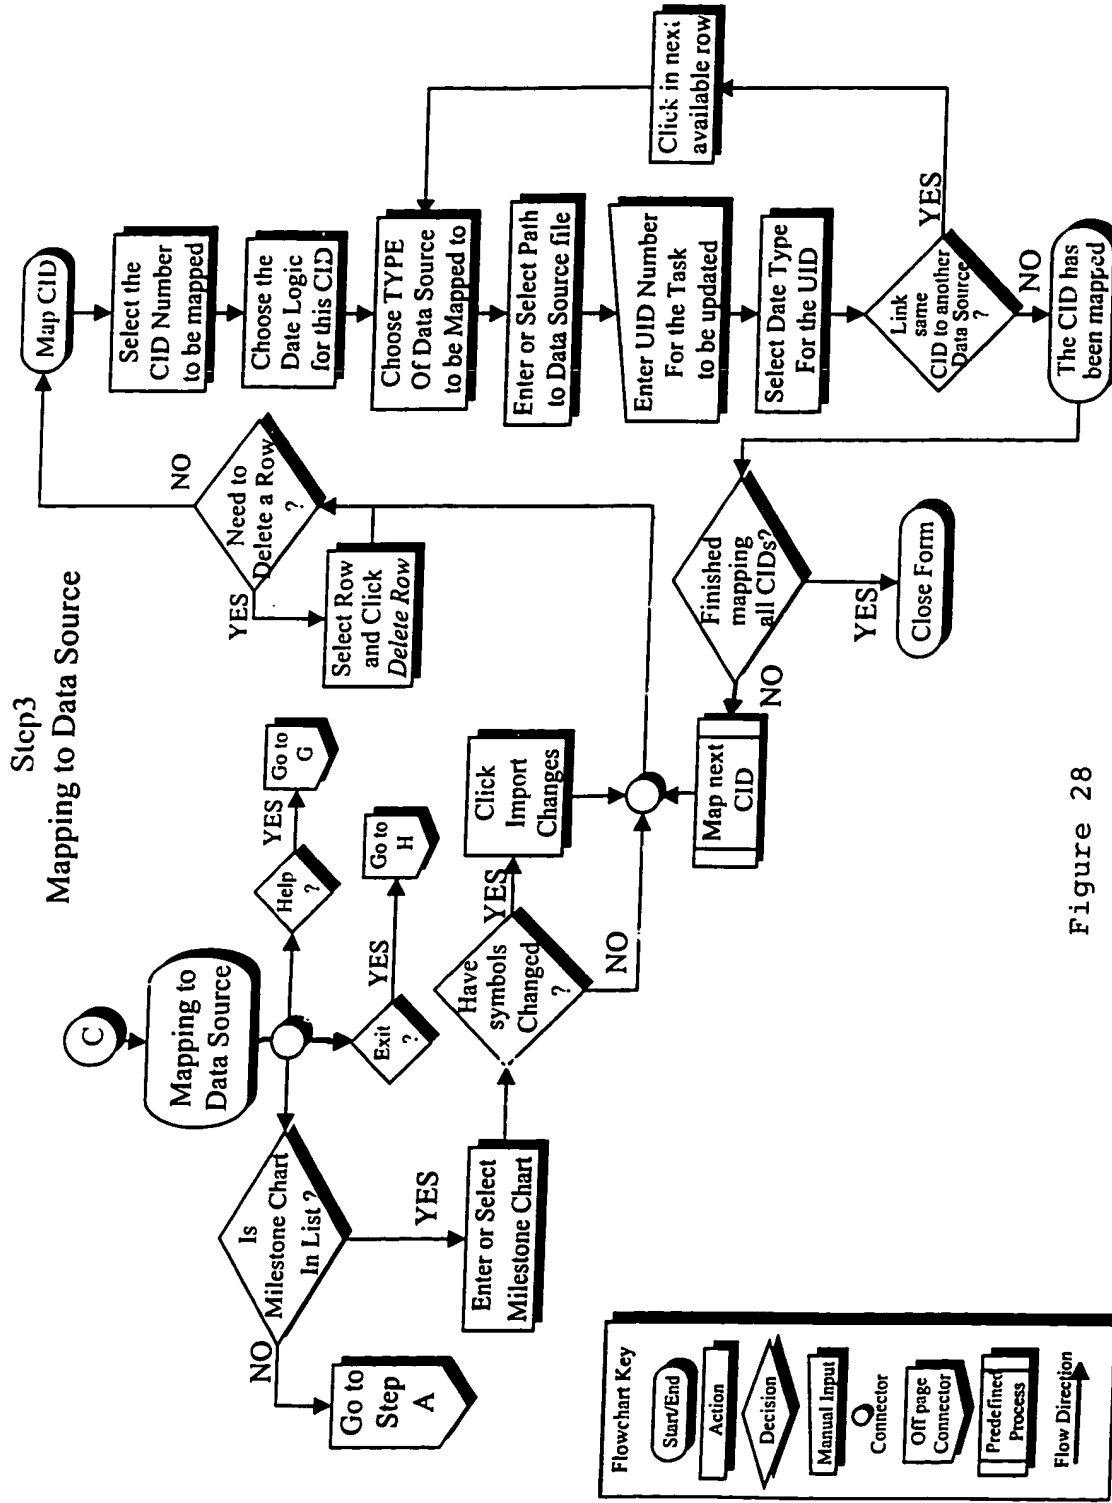 Step3
Mapping to Data Source
C
Mapping to
Data Source
Help
?
YES
Go to
G
Exit
?
YES
Go to
H
Is
Milestone Chart
In List ?
NO
Go to
Step
A
YES
Enter or Select
Milestone Chart
Have
symbols
Changed
?
YES
Click
Import
Changes
NO
Need to
Delete a Row
?
YES
Select Row
and Click
Delete Row
NO
Map CID
Select the
CID Number
to be mapped
Choose the
Date Logic
for this CID
Choose TYPE
Of Data Source
to be Mapped to
Enter or Select Path
to Data Source file
Enter UID Number
For the Task
to be updated
Select Date Type
For the UID
Link
same
CID to another
Data Source
?
YES
Click in next
available row
NO
The CID has
been mapped
Finished
mapping
all CIDs?
YES
Close Form
NO
Map next
CID
Flowchart Key
Start/End
Action
Decision
Manual Input
Connector
Off page
Connector
Predefined
Process
Flow Direction
Figure 28